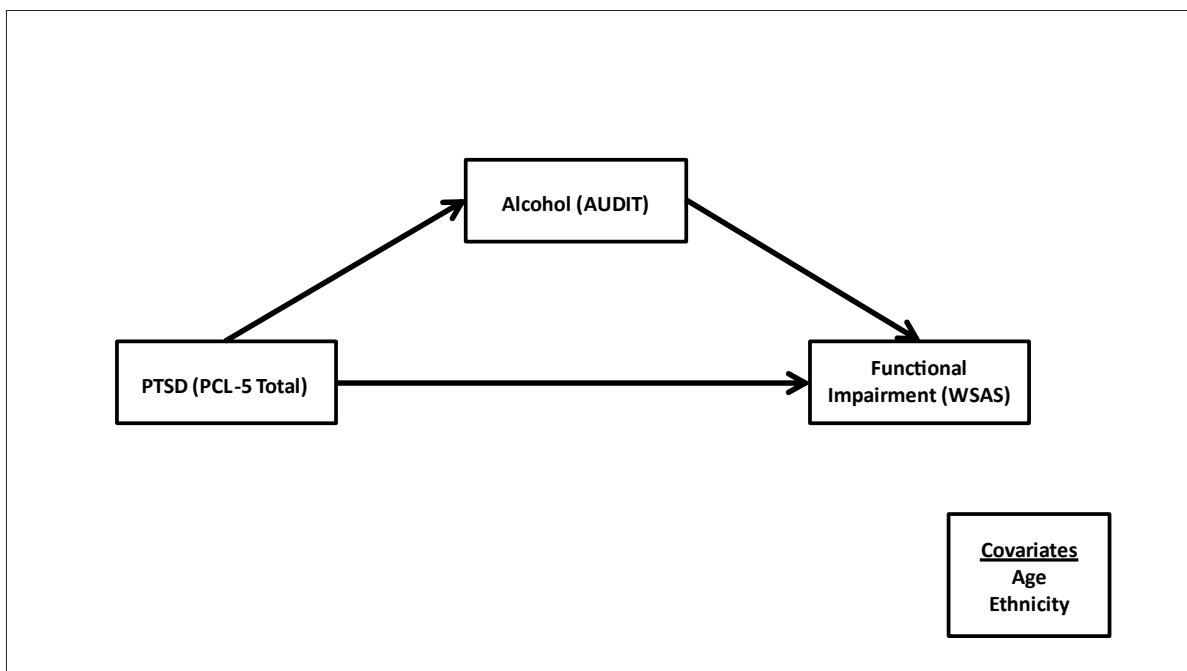 Alcohol (AUDIT)
PTSD (PCL-5 Total)
Functional
Impairment (WSAS)
Covariates
Age
Ethnicity